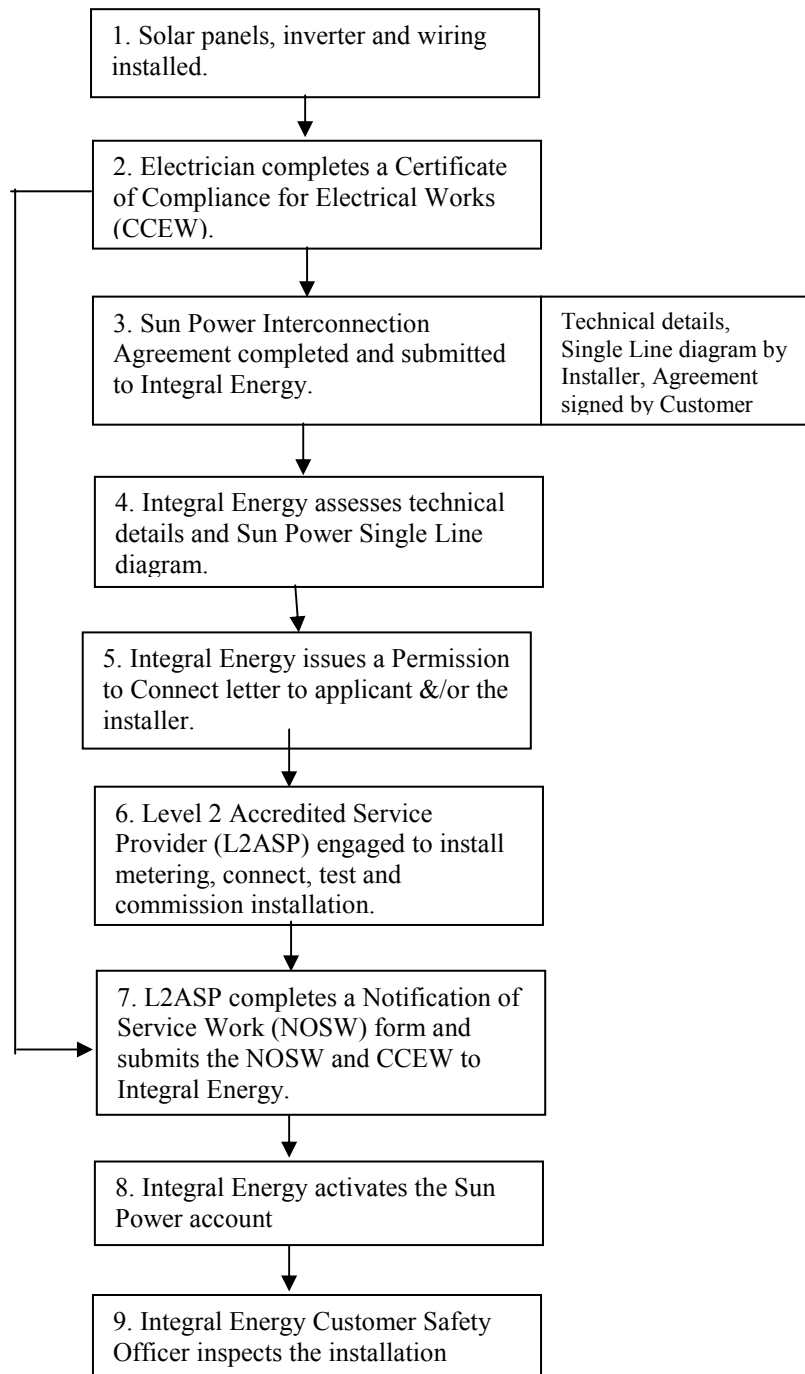 1. Solar panels, inverter and wiring
installed.
2. Electrician completes a Certificate
of Compliance for Electrical Works
(CCEW).
3. Sun Power Interconnection
Agreement completed and submitted
to Integral Energy.
Technical details,
Single Line diagram by
Installer, Agreement
signed by Customer
4. Integral Energy assesses technical
details and Sun Power Single Line
diagram.
5. Integral Energy issues a Permission
to Connect letter to applicant &/or the
installer.
6. Level 2 Accredited Service
Provider (L2ASP) engaged to install
metering, connect, test and
commission installation.
7. L2ASP completes a Notification of
Service Work (NOSW) form and
submits the NOSW and CCEW to
Integral Energy.
8. Integral Energy activates the Sun
Power account
9. Integral Energy Customer Safety
Officer inspects the installation